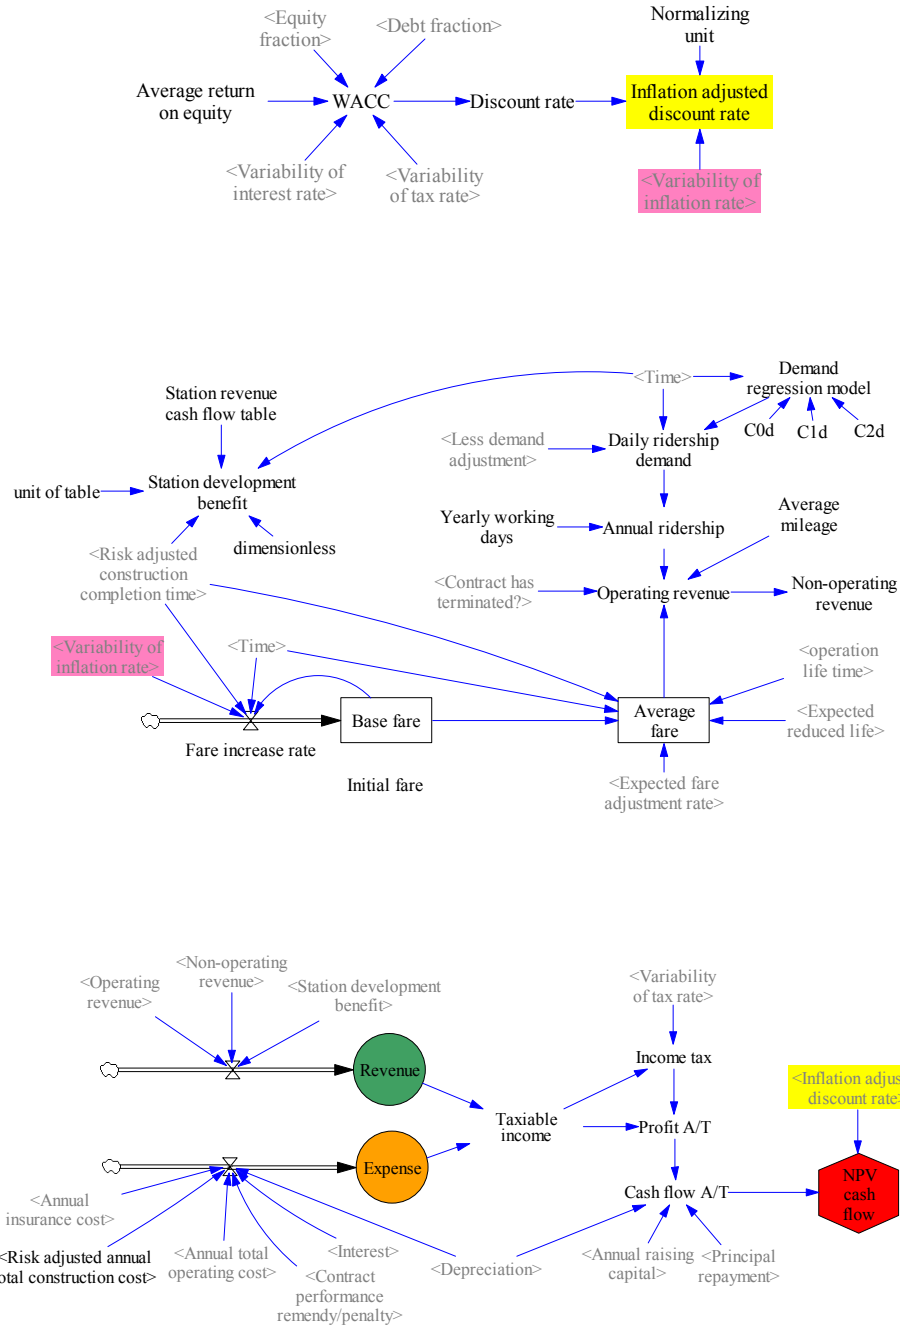 <Equity
fraction>
<Debt fraction>
Normalizing
unit
Average return
on equity
WACC
Discount rate
Inflation adjusted
discount rate
<Variability of
interest rate>
<Variability
of tax rate>
<Variability of
inflation rate>
Station revenue
cash flow table
<Time>
Demand
regression model
C0d
C1d
C2d
<Less demand
adjustment>
Daily ridership
demand
unit of table
Station development
benefit
Yearly working
days
Annual ridership
Average
mileage
dimensionless
<Risk adjusted
construction
completion time>
<Contract has
terminated?>
Operating revenue
Non-operating
revenue
<Variability of
inflation rate>
<Time>
<operation
life time>
Base fare
Average
fare
<Expected
reduced life>
Fare increase rate
Initial fare
<Expected fare
adjustment rate>
<Operating
revenue>
<Non-operating
revenue>
<Station development
benefit>
<Variability
of tax rate>
Revenue
Income tax
<Inflation adjus
discount rate>
Taxiable
income
Profit A/T
Expense
Cash flow A/T
NPV
cash
flow
<Annual
insurance cost>
<Risk adjusted annual
total construction cost>
<Annual total
operating cost>
<Interest>
<Contract
performance
remendy/penalty>
<Depreciation>
<Annual raising
capital>
<Principal
repayment>